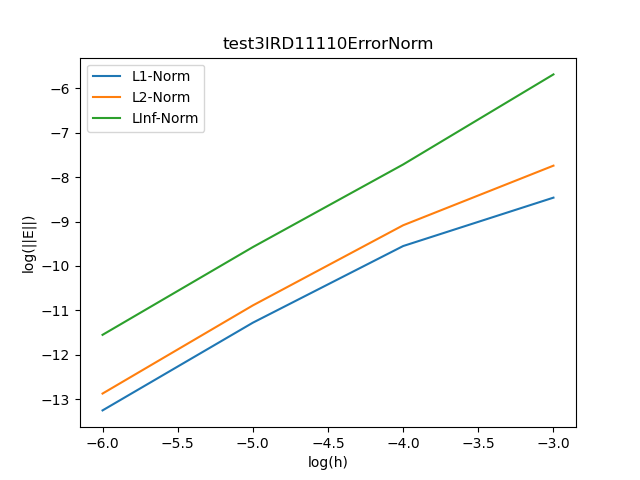 test3IRD11110ErrorNorm
L1-Norm
L2-Norm
LInf-Norm
log(||E||)
−6
−7
−8
−9
−10
−11
−12
−13
−6.0 −5.5 −5.0 −4.5 −4.0 −3.5 −3.0
log(h)